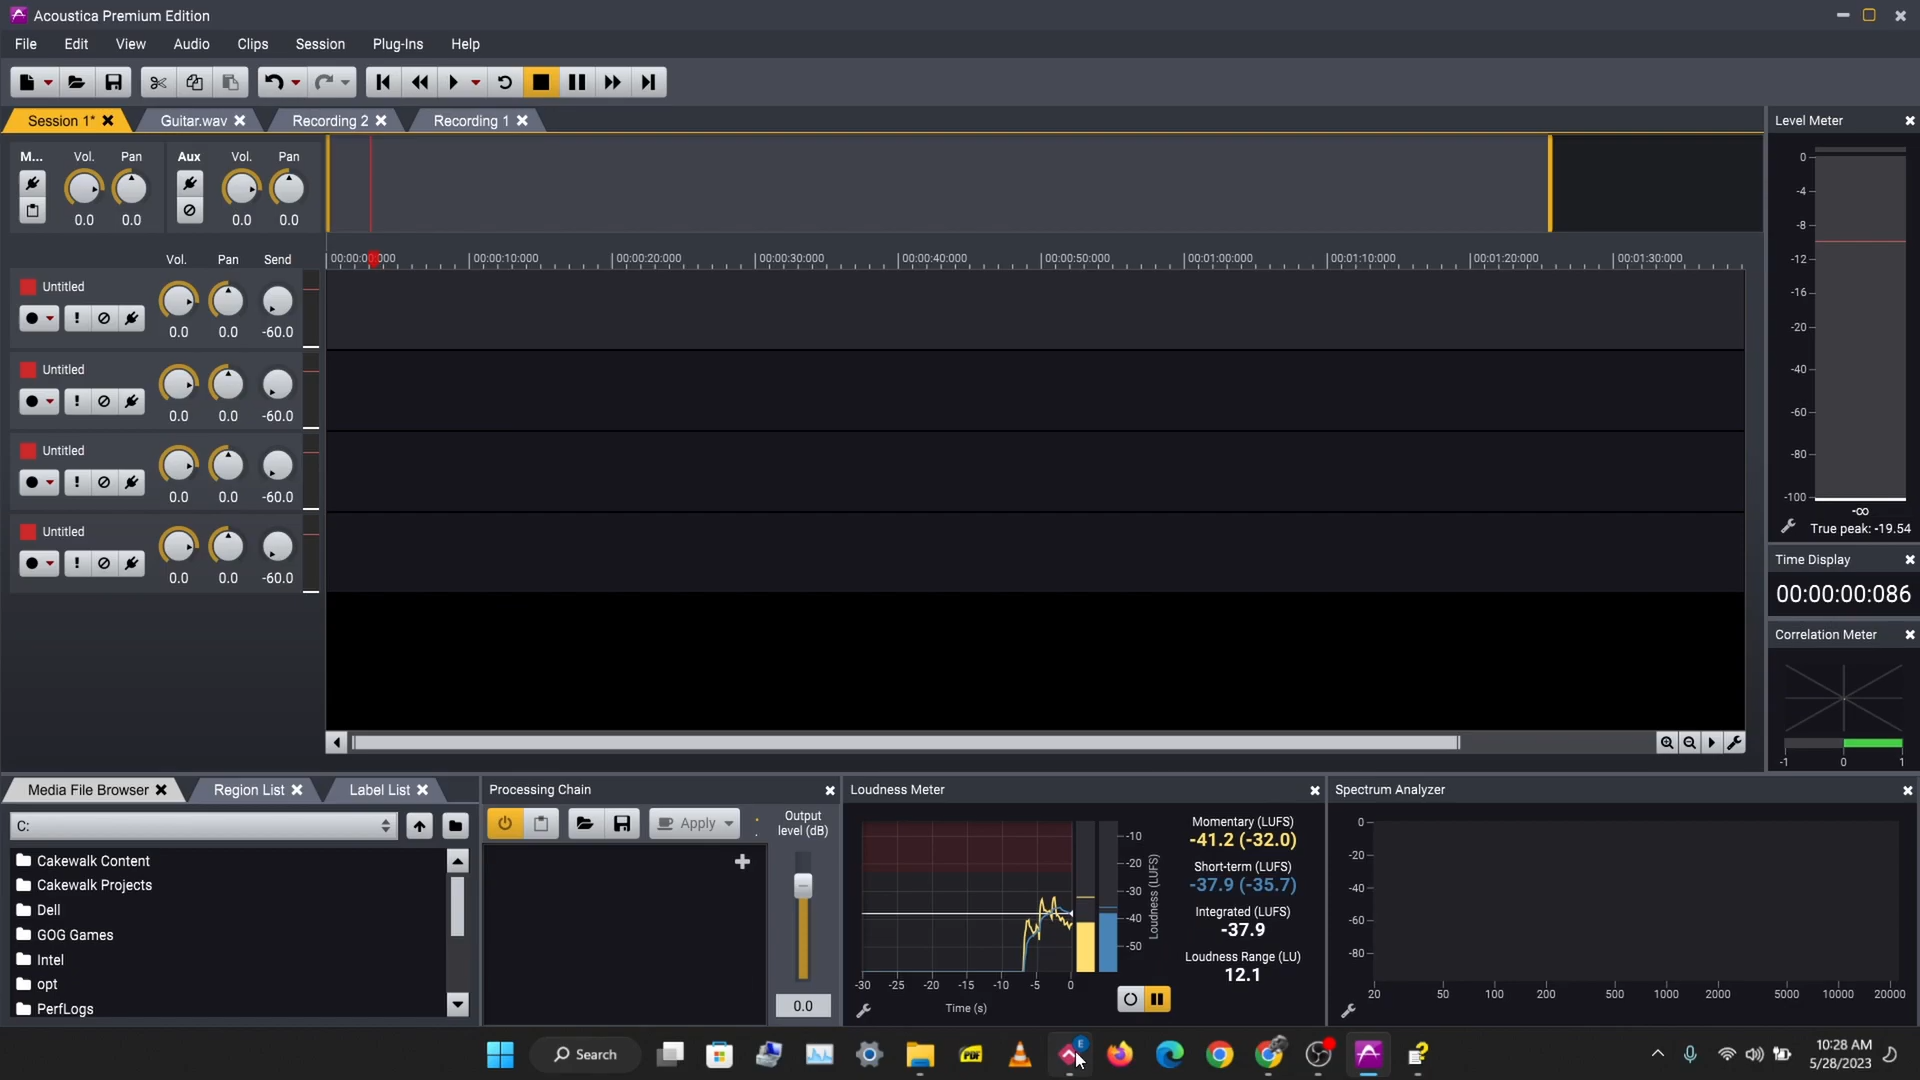 Acoustica Premium Edition
File Edit View Audio Clips Session Plug-Ins Help
Session 1* Guitar.wav Recording 2 Recording 1
M... Vol. Pan Aux Vol. Pan
0.0 0.0 0.0 0.0
Vol. Pan Send
00:00:00:000 00:00:10:000 00:00:20:000 00:00:30:000 00:00:40:000 00:00:50:000 00:01:00:000 00:01:10:000 00:01:20:000 00:01:30:000
Untitled
0.0 0.0 -60.0
Untitled
0.0 0.0 -60.0
Untitled
0.0 0.0 -60.0
Untitled
0.0 0.0 -60.0
Level Meter
0
-4
-8
-12
-16
-20
-40
-60
-80
-100
-∞
True peak: -19.54
Time Display
00:00:00:086
Correlation Meter
-1 0 1
Media File Browser Region List Label List
C:
Cakewalk Content
Cakewalk Projects
Dell
GOG Games
Intel
opt
PerfLogs
Processing Chain
Apply
Output
level (dB)
0.0
Loudness Meter
-10
-20
-30
-40
-50
Loudness (LUFS)
-30 -25 -20 -15 -10 -5 0
Time (s)
Momentary (LUFS)
-41.2 (-32.0)
Short-term (LUFS)
-37.9 (-35.7)
Integrated (LUFS)
-37.9
Loudness Range (LU)
12.1
Spectrum Analyzer
0
-20
-40
-60
-80
20 50 100 200 500 1000 2000 5000 10000 20000
Search
PDF
E
10:28 AM
5/28/2023